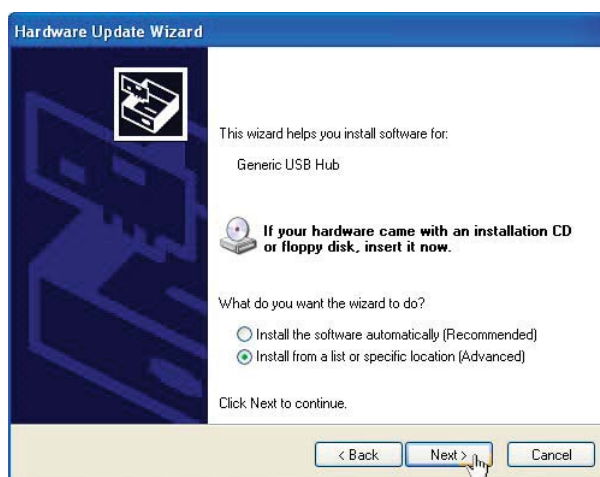 Hardware Update Wizard
This wizard helps you install software for:
Generic USB Hub
If your hardware came with an installation CD
or floppy disk, insert it now.
What do you want the wizard to do?
Install the software automatically (Recommended)
Install from a list or specific location (Advanced)
Click Next to continue.
< Back
Next >
Cancel